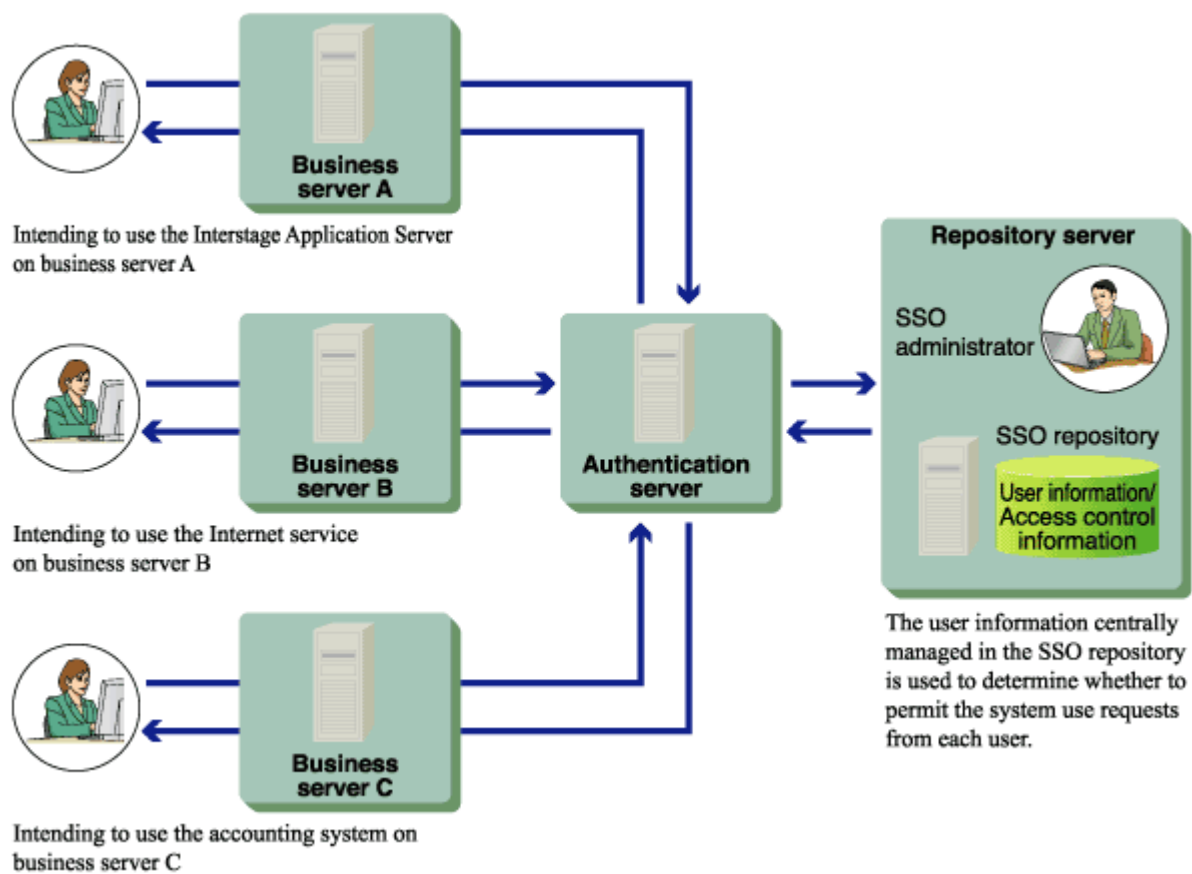 Business
server A
Intending to use the Interstage Application Server
on business server A
Business
server B
Intending to use the Internet service
on business server B
Business
server C
Intending to use the accounting system on
business server C
Authentication
server
Repository server
SSO
administrator
SSO repository
User information/
Access control
information
The user information centrally
managed in the SSO repository
is used to determine whether to
permit the system use requests
from each user.